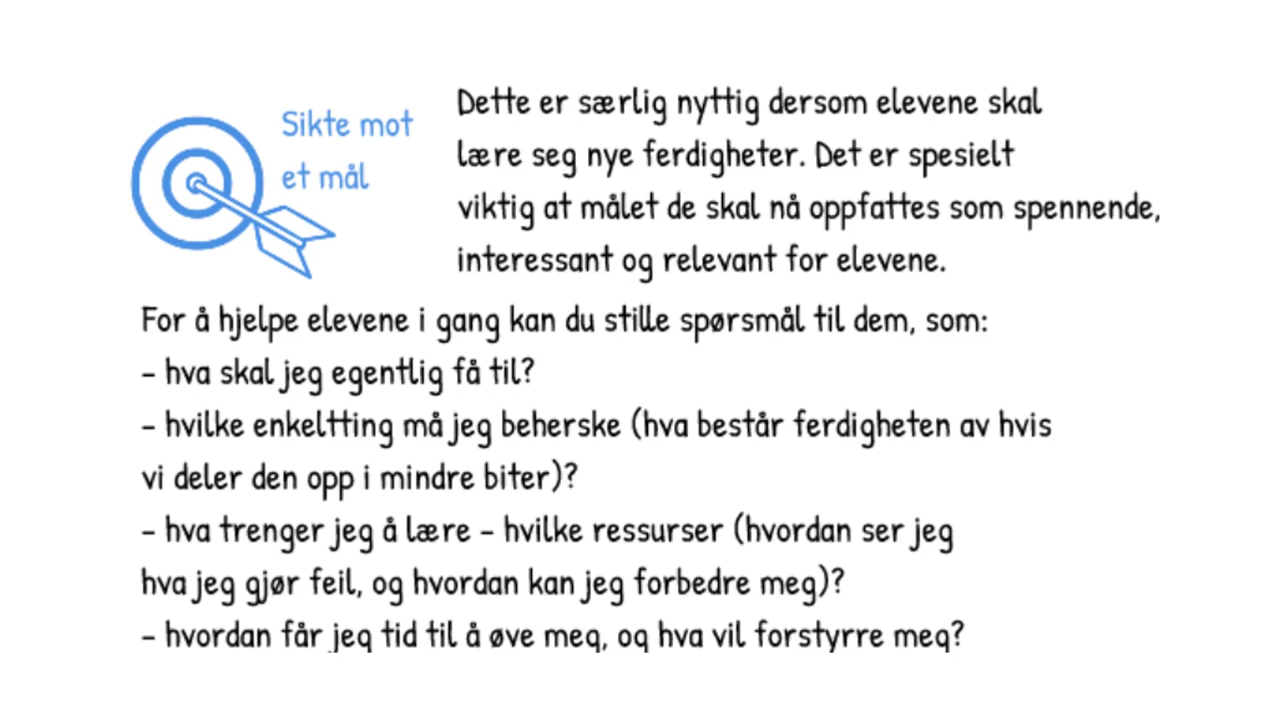 Sikte mot
et mål
Dette er særlig nyttig dersom elevene skal
lære seg nye ferdigheter. Det er spesielt
viktig at målet de skal nå oppfattes som spennende,
interessant og relevant for elevene.
For å hjelpe elevene i gang kan du stille spørsmål til dem, som:
- hva skal jeg egentlig få til?
- hvilke enkeltting må jeg beherske (hva består ferdigheten av hvis
vi deler den opp i mindre biter)?
- hva trenger jeg å lære - hvilke ressurser (hvordan ser jeg
hva jeg gjør feil, og hvordan kan jeg forbedre meg)?
- hvordan får jeg tid til å øve meg, og hva vil forstyrre meg?